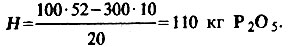 H = (100·52−300·10)/20 = 110 кг P₂O₅.